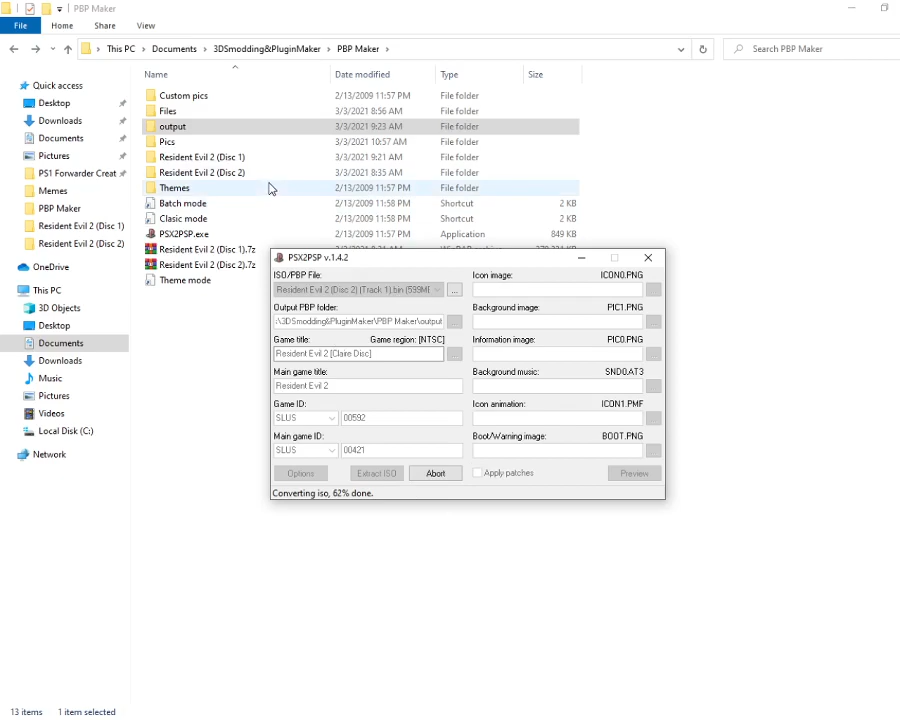 PBP Maker
File Home Share View
This PC Documents 3DSmodding&PluginMaker PBP Maker
Search PBP Maker
Quick access
Desktop
Downloads
Documents
Pictures
PS1 Forwarder Creat
Memes
PBP Maker
Resident Evil 2 (Disc 1)
Resident Evil 2 (Disc 2)
OneDrive
This PC
3D Objects
Desktop
Documents
Downloads
Music
Pictures
Videos
Local Disk (C:)
Network
Name Date modified Type Size
Custom pics 2/13/2009 11:57 PM File folder
Files 3/3/2021 8:56 AM File folder
output 3/3/2021 9:23 AM File folder
Pics 3/3/2021 10:57 AM File folder
Resident Evil 2 (Disc 1) 3/3/2021 9:21 AM File folder
Resident Evil 2 (Disc 2) 3/3/2021 8:35 AM File folder
Themes 2/13/2009 11:57 PM File folder
Batch mode 2/13/2009 11:58 PM Shortcut 2 KB
Clasic mode 2/13/2009 11:58 PM Shortcut 2 KB
PSX2PSP.exe 2/13/2009 11:57 PM Application 849 KB
Resident Evil 2 (Disc 1).7z
Resident Evil 2 (Disc 2).7z
Theme mode
PSX2PSP v.1.4.2
ISO/PBP File:
Resident Evil 2 (Disc 2) (Track 1).bin (599M
...
Output PBP folder:
:\3DSmodding&PluginMaker\PBP Maker\output
Game title: Game region: [NTSC]
Resident Evil 2 [Claire Disc]
Main game title:
Resident Evil 2
Game ID:
SLUS 00592
Main game ID:
SLUS 00421
Options Extract ISO Abort
Icon image: ICON0.PNG
Background image: PIC1.PNG
Information image: PIC0.PNG
Background music: SND0.AT3
Icon animation: ICON1.PMF
Boot/Warning image: BOOT.PNG
Apply patches Preview
Converting iso, 62% done.
13 items 1 item selected